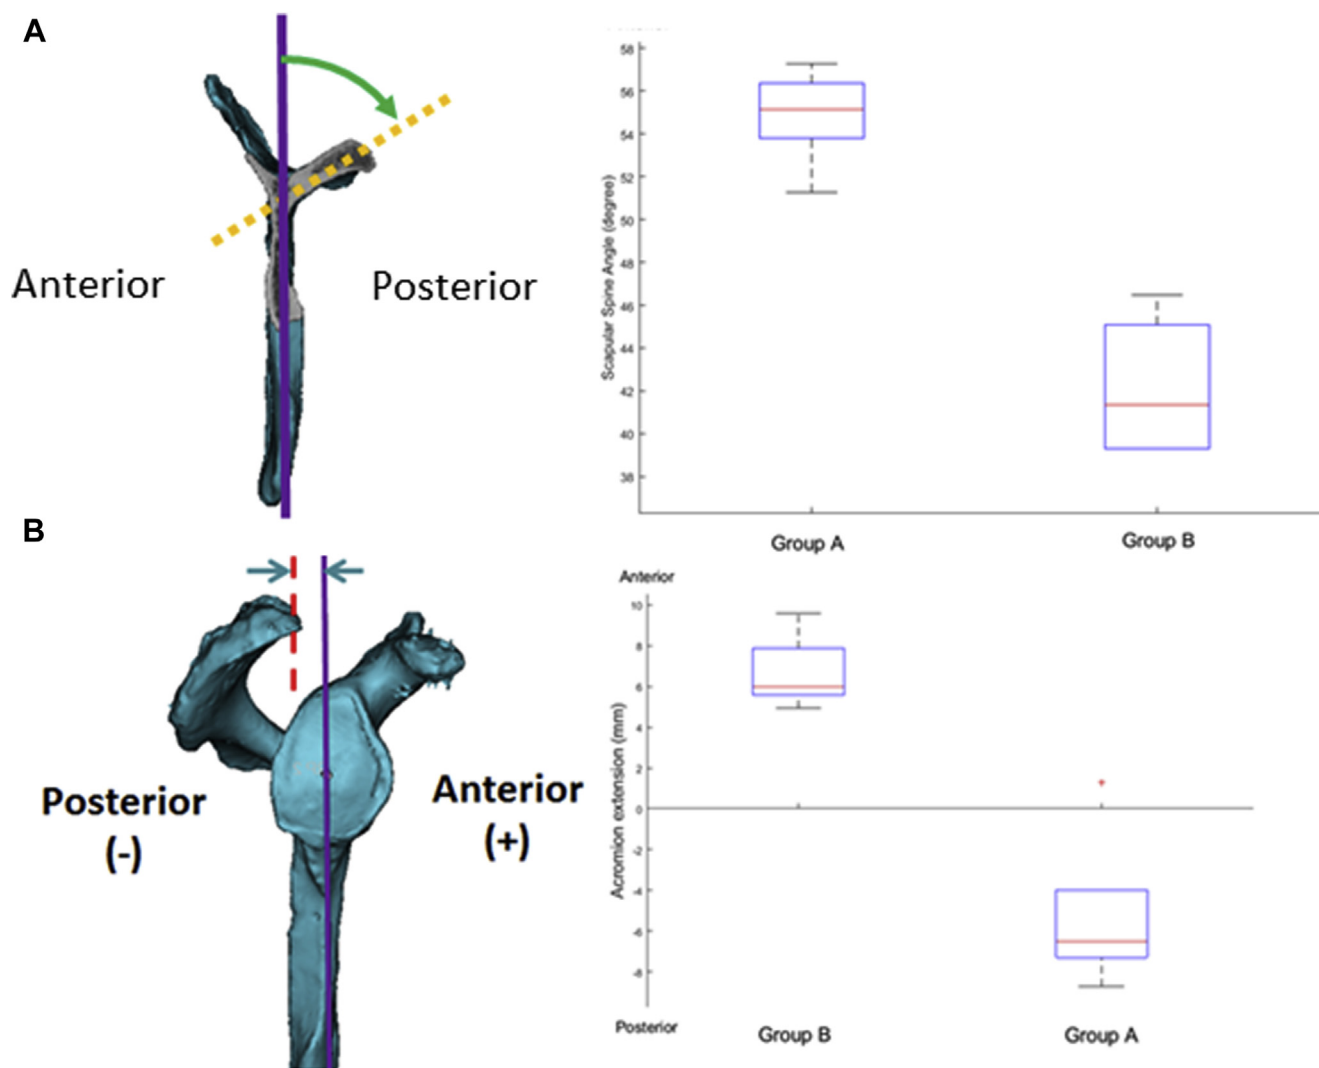 A
Anterior
Posterior
58
56
54
52
50
48
46
44
42
40
38
Scapular Spine Angle (degree)
Group A
Group B
B
Posterior
(-)
Anterior
(+)
Anterior
10
8
6
4
2
0
-2
-4
-6
-8
Acromion extension (mm)
Posterior
Group B
Group A